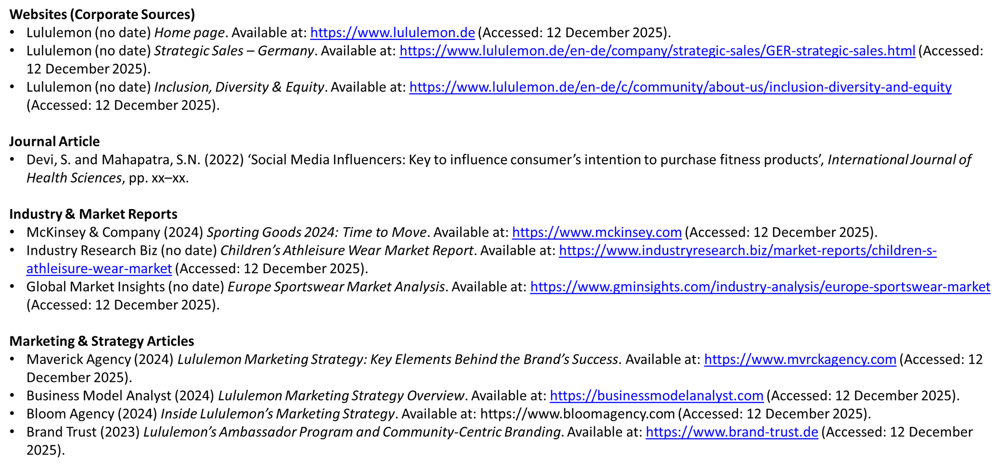 Websites (Corporate Sources)
• Lululemon (no date) Home page. Available at: https://www.lululemon.de (Accessed: 12 December 2025).
• Lululemon (no date) Strategic Sales – Germany. Available at: https://www.lululemon.de/en-de/company/strategic-sales/GER-strategic-sales.html (Accessed:
12 December 2025).
• Lululemon (no date) Inclusion, Diversity & Equity. Available at: https://www.lululemon.de/en-de/c/community/about-us/inclusion-diversity-and-equity
(Accessed: 12 December 2025).
Journal Article
• Devi, S. and Mahapatra, S.N. (2022) ‘Social Media Influencers: Key to influence consumer’s intention to purchase fitness products’, International Journal of
Health Sciences, pp. xx–xx.
Industry & Market Reports
• McKinsey & Company (2024) Sporting Goods 2024: Time to Move. Available at: https://www.mckinsey.com (Accessed: 12 December 2025).
• Industry Research Biz (no date) Children’s Athleisure Wear Market Report. Available at: https://www.industryresearch.biz/market-reports/children-s-
athleisure-wear-market (Accessed: 12 December 2025).
• Global Market Insights (no date) Europe Sportswear Market Analysis. Available at: https://www.gminsights.com/industry-analysis/europe-sportswear-market
(Accessed: 12 December 2025).
Marketing & Strategy Articles
• Maverick Agency (2024) Lululemon Marketing Strategy: Key Elements Behind the Brand’s Success. Available at: https://www.mvrckagency.com (Accessed: 12
December 2025).
• Business Model Analyst (2024) Lululemon Marketing Strategy Overview. Available at: https://businessmodelanalyst.com (Accessed: 12 December 2025).
• Bloom Agency (2024) Inside Lululemon’s Marketing Strategy. Available at: https://www.bloomagency.com (Accessed: 12 December 2025).
• Brand Trust (2023) Lululemon’s Ambassador Program and Community-Centric Branding. Available at: https://www.brand-trust.de (Accessed: 12 December
2025).